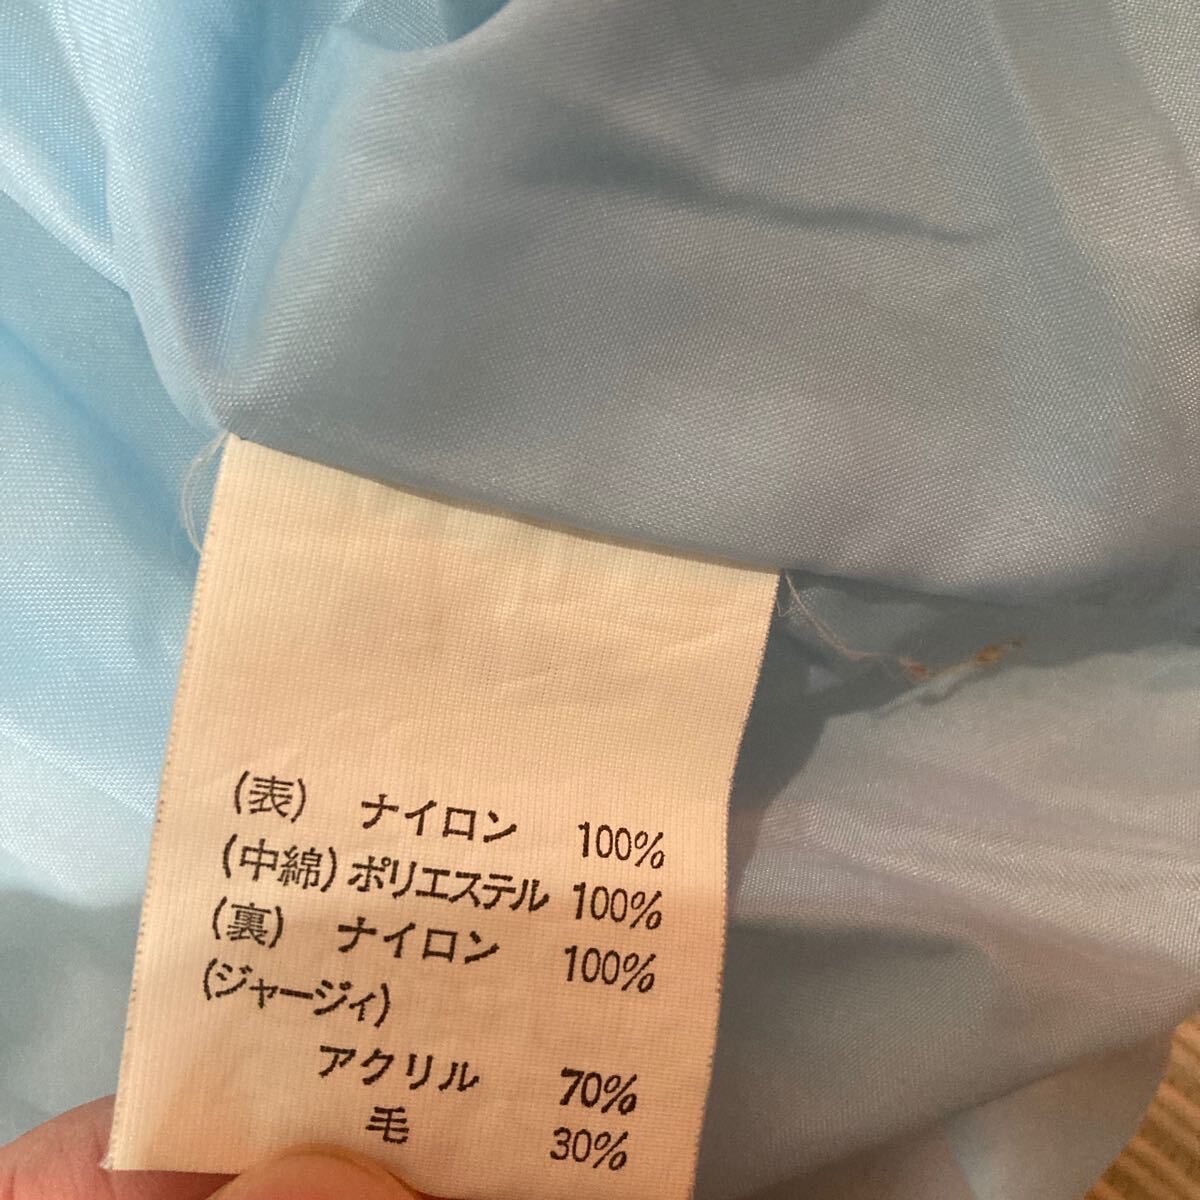 (表) ナイロン 100%
(中綿) ポリエステル 100%
(裏) ナイロン 100%
(ジャージィ)
アクリル 70%
毛 30%